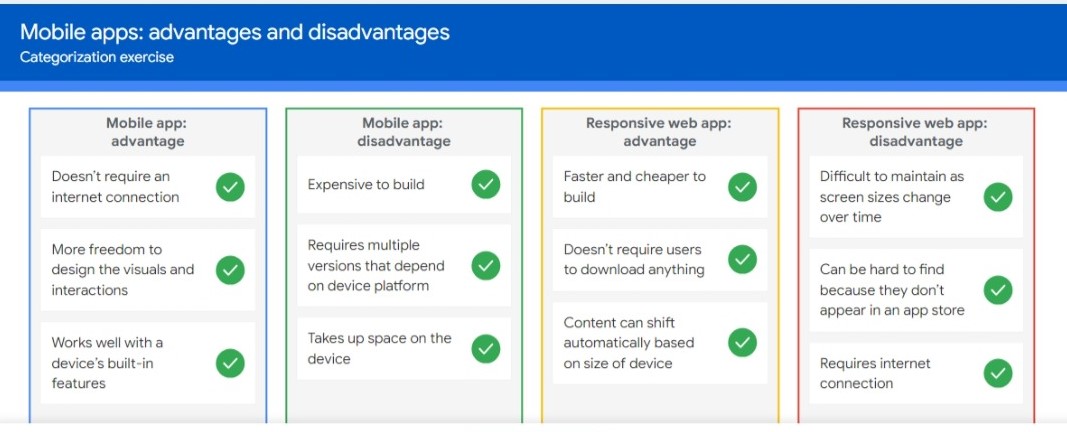 Mobile apps: advantages and disadvantages
Categorization exercise
Mobile app:
advantage
Doesn't require an
internet connection
More freedom to
design the visuals and
interactions
Works well with a
device's built-in
features
Mobile app:
disadvantage
Expensive to build
Requires multiple
versions that depend
on device platform
Takes up space on the
device
Responsive web app:
advantage
Faster and cheaper to
build
Doesn't require users
to download anything
Content can shift
automatically based
on size of device
Responsive web app:
disadvantage
Difficult to maintain as
screen sizes change
over time
Can be hard to find
because they don't
appear in an app store
Requires internet
connection